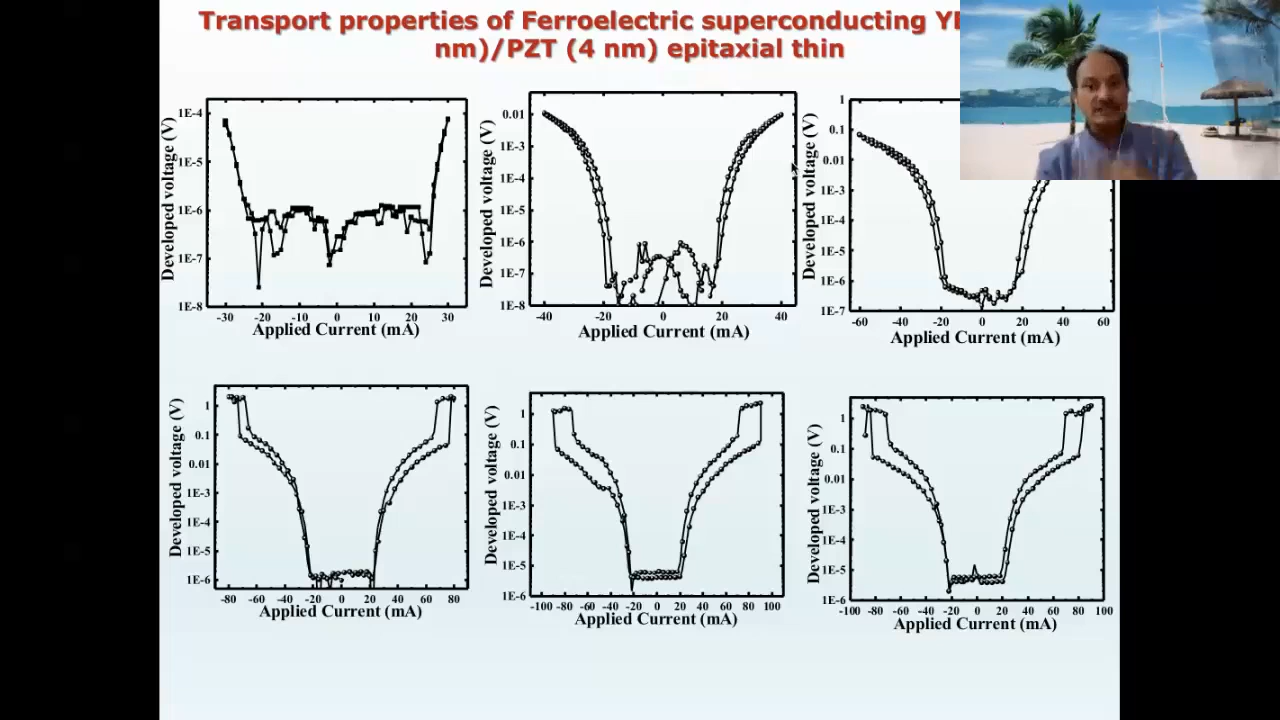 Transport properties of Ferroelectric superconducting
nm)/PZT (4 nm) epitaxial thin
Developed voltage (V)
1E-4
1E-5
1E-6
1E-7
1E-8
-30 -20 -10 0 10 20 30
Applied Current (mA)
Developed voltage (V)
0.01
1E-3
1E-4
1E-5
1E-6
1E-7
1E-8
-40 -20 0 20 40
Applied Current (mA)
Developed voltage (V)
1
0.1
0.01
1E-3
1E-4
1E-5
1E-6
1E-7
-60 -40 -20 0 20 40 60
Applied Current (mA)
Developed voltage (V)
1
0.1
0.01
1E-3
1E-4
1E-5
1E-6
-80 -60 -40 -20 0 20 40 60 80
Applied Current (mA)
Developed voltage (V)
1
0.1
0.01
1E-3
1E-4
1E-5
1E-6
-100 -80 -60 -40 -20 0 20 40 60 80 100
Applied Current (mA)
Developed voltage (V)
1
0.1
0.01
1E-3
1E-4
1E-5
1E-6
-100 -80 -60 -40 -20 0 20 40 60 80 100
Applied Current (mA)